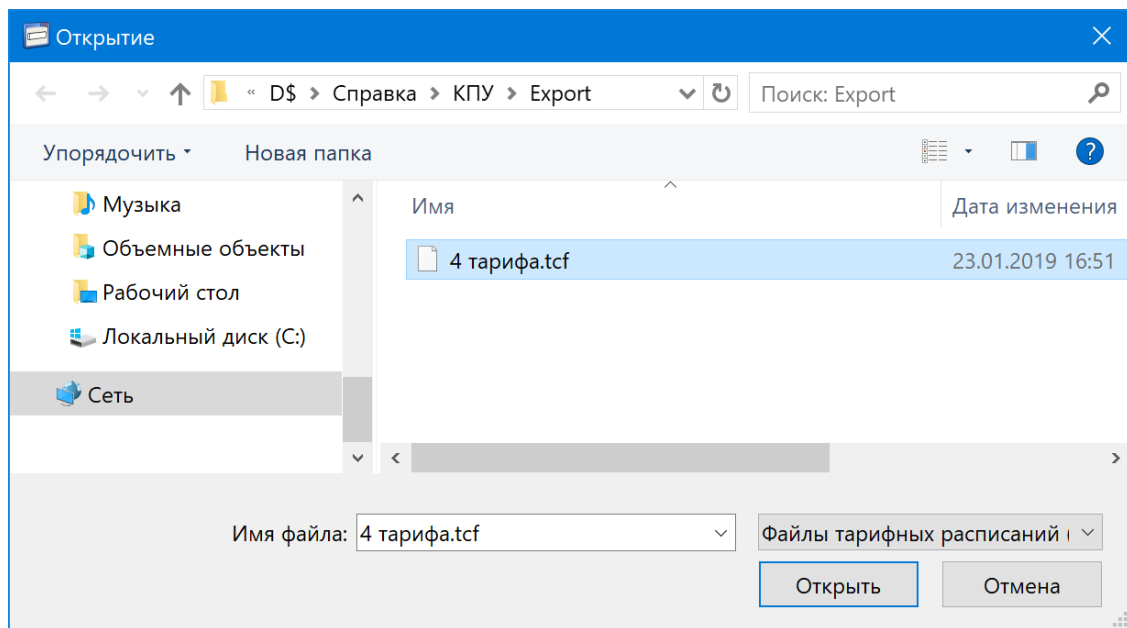 Открытие
« D$ > Справка > КПУ > Export
Поиск: Export
Упорядочить
Новая папка
?
Музыка
Объемные объекты
Рабочий стол
Локальный диск (C:)
Сеть
Имя
Дата изменения
4 тарифа.tcf
23.01.2019 16:51
Имя файла: 4 тарифа.tcf
Файлы тарифных расписаний (
Открыть
Отмена